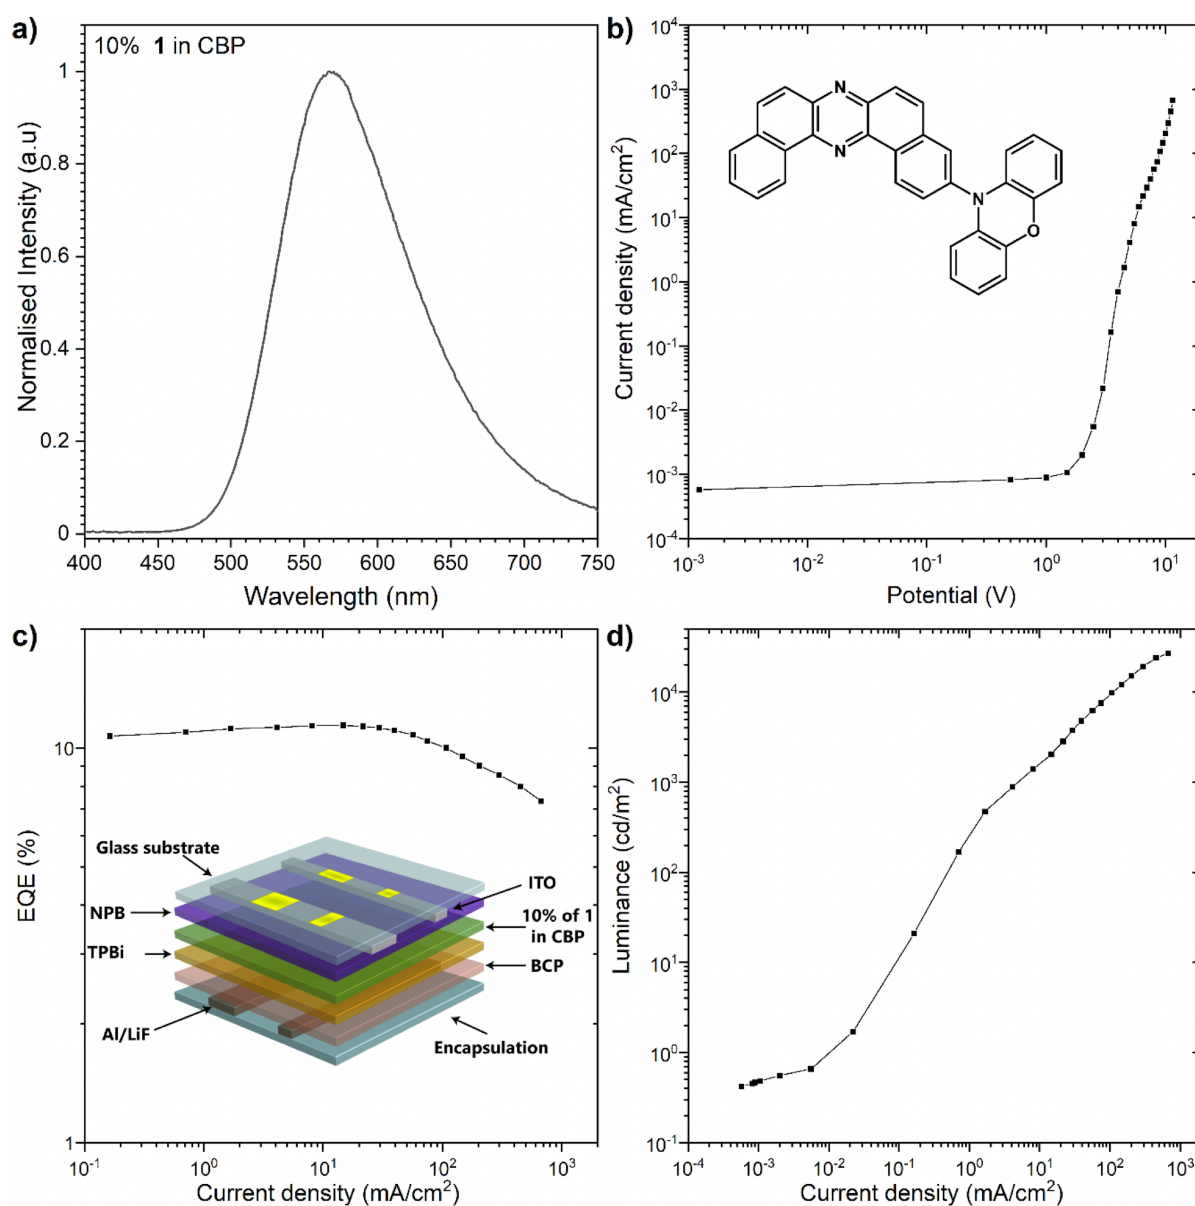 a)
10% 1 in CBP
Normalised Intensity (a.u)
1
0.8
0.6
0.4
0.2
0
400 450 500 550 600 650 700 750
Wavelength (nm)
b)
Current density (mA/cm²)
10⁴
10³
10²
10¹
10⁰
10⁻¹
10⁻²
10⁻³
10⁻⁴
N
N
N
O
10⁻³ 10⁻² 10⁻¹ 10⁰ 10¹
Potential (V)
c)
EQE (%)
10
1
Glass substrate
NPB
TPBi
Al/LiF
ITO
10% of 1
in CBP
BCP
Encapsulation
10⁻¹ 10⁰ 10¹ 10² 10³
Current density (mA/cm²)
d)
Luminance (cd/m²)
10⁴
10³
10²
10¹
10⁰
10⁻¹
10⁻⁴ 10⁻³ 10⁻² 10⁻¹ 10⁰ 10¹ 10² 10³
Current density (mA/cm²)